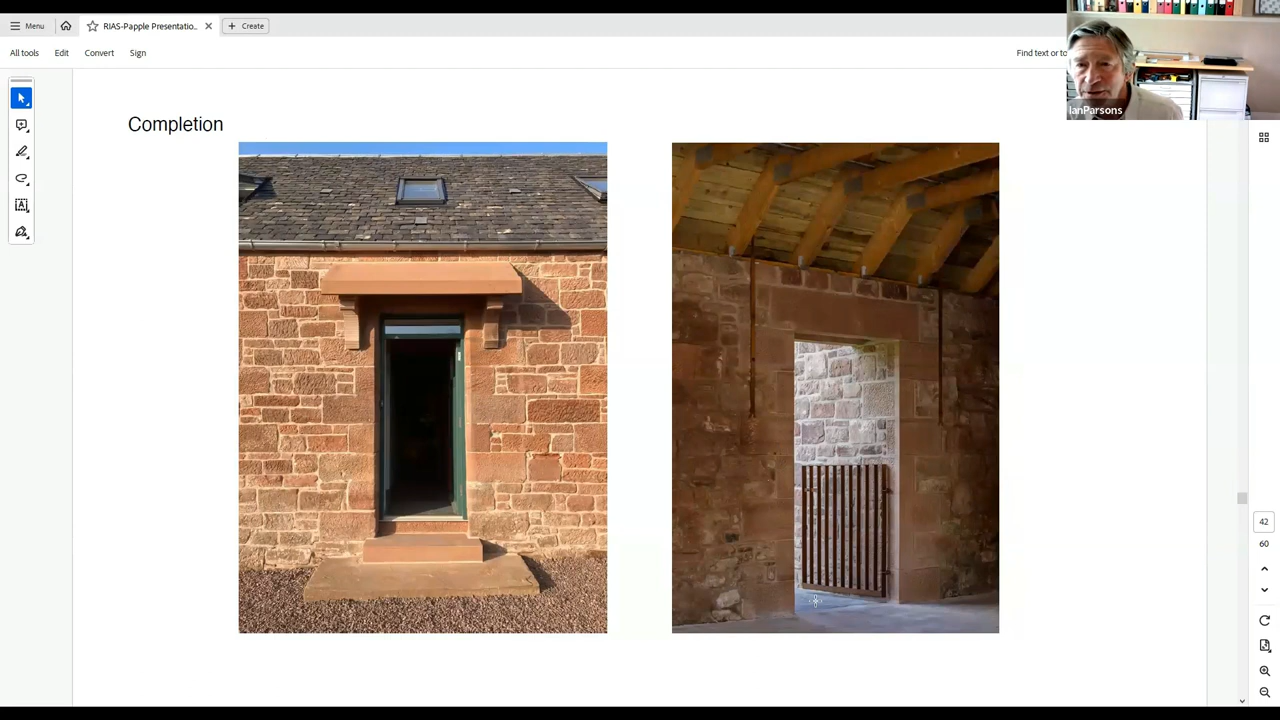 Menu
RIAS-Papple Presentatio...
Create
All tools
Edit
Convert
Sign
Find text or to
IanParsons
Completion
42
60